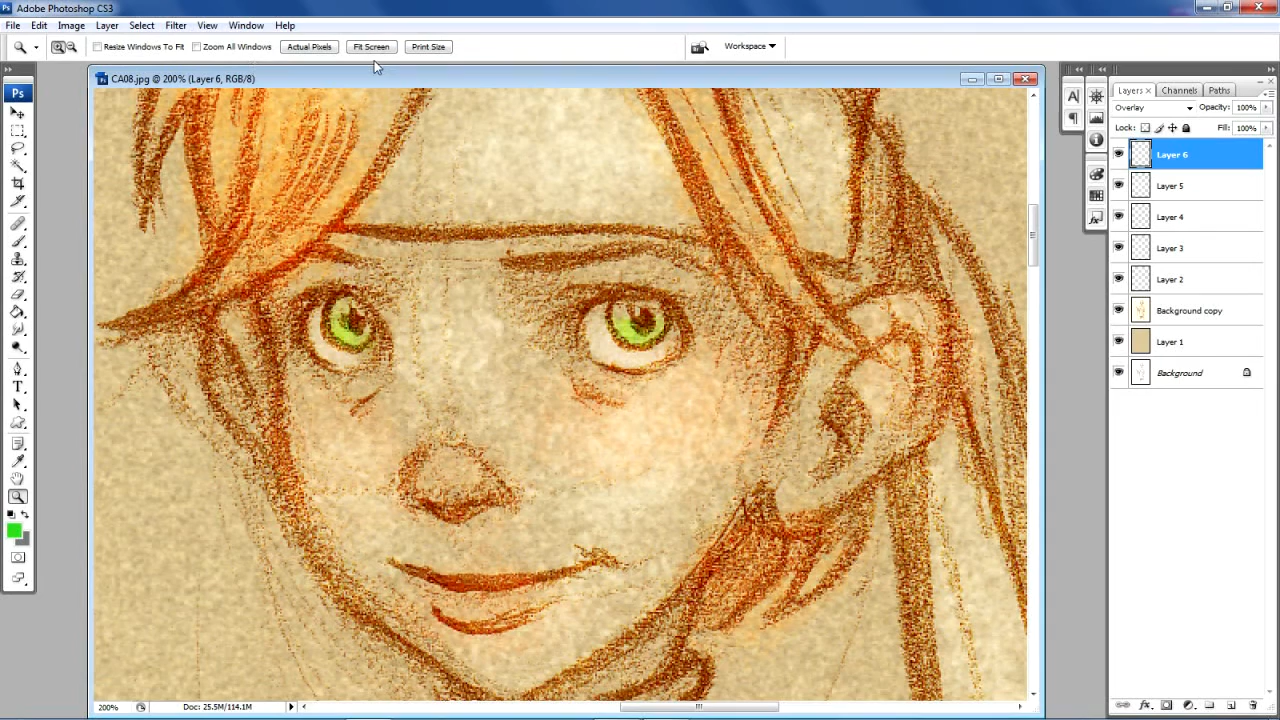 Ps Adobe Photoshop CS3
File Edit Image Layer Select Filter View Window Help
Resize Windows To Fit Zoom All Windows Actual Pixels Fit Screen Print Size Workspace
CA08.jpg @ 200% (Layer 6, RGB/8)
Ps
Layers Channels Paths
Overlay Opacity: 100%
Lock: Fill: 100%
Layer 6
Layer 5
Layer 4
Layer 3
Layer 2
Background copy
Layer 1
Background
200% Doc: 25.5M/114.1M